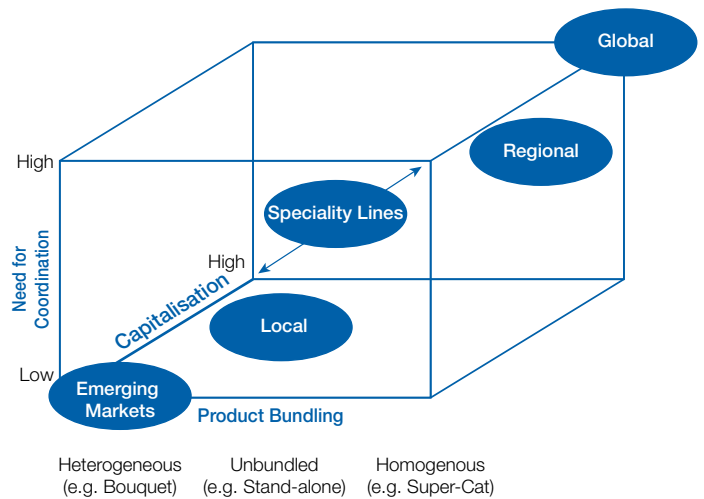 Global
Regional
High
Speciality Lines
Need for
Coordination
High
Capitalisation
Local
Low
Emerging
Markets
Product Bundling
Heterogeneous
(e.g. Bouquet)
Unbundled
(e.g. Stand-alone)
Homogenous
(e.g. Super-Cat)